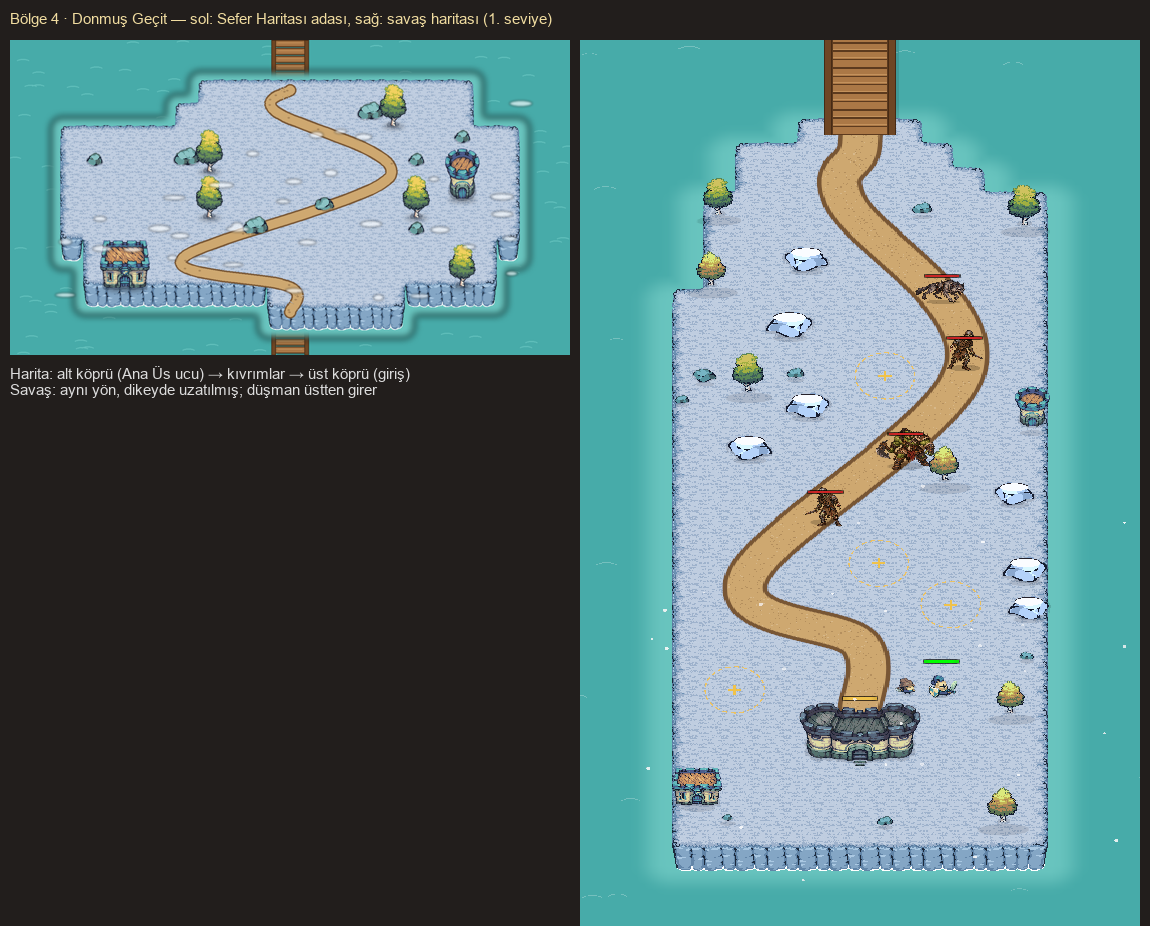 Bölge 4 · Donmuş Geçit — sol: Sefer Haritası adası, sağ: savaş haritası (1. seviye)
Harita: alt köprü (Ana Üs ucu) → kıvrımlar → üst köprü (giriş)
Savaş: aynı yön, dikeyde uzatılmış; düşman üstten girer